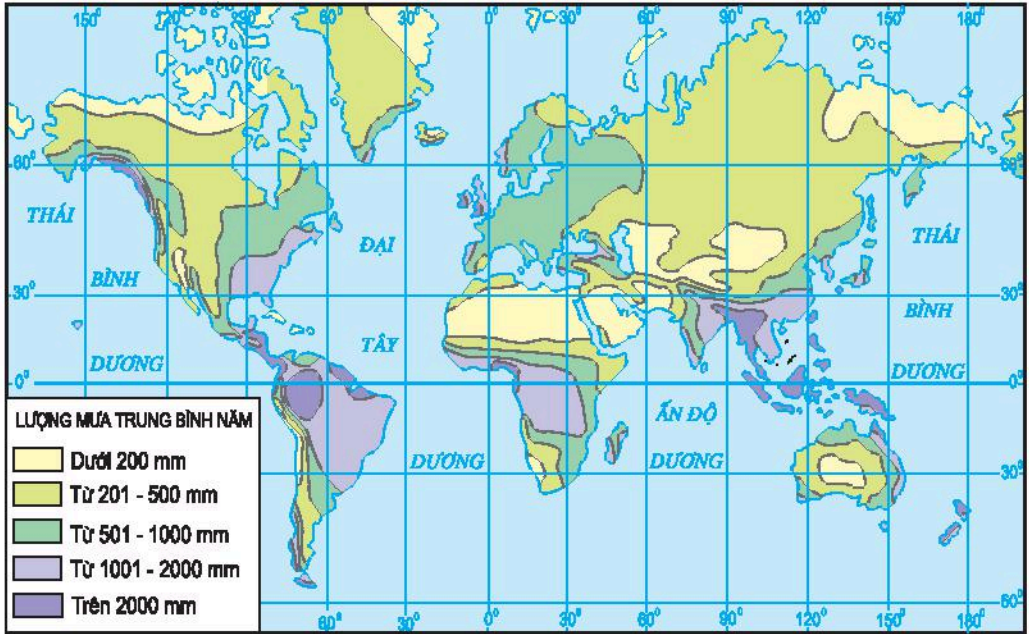 150° 120° 60° 30° 0° 30° 60° 90° 120° 150° 180°
60° 60°
THÁI ĐẠI THÁI
BÌNH BÌNH
30° 30°
DƯƠNG TÂY DƯƠNG
0° 0°
ẤN ĐỘ
DƯƠNG DƯƠNG
30°
60°
LƯỢNG MƯA TRUNG BÌNH NĂM
Dưới 200 mm
Từ 201 - 500 mm
Từ 501 - 1000 mm
Từ 1001 - 2000 mm
Trên 2000 mm
60° 30° 0° 30° 60° 90° 120° 150° 180°